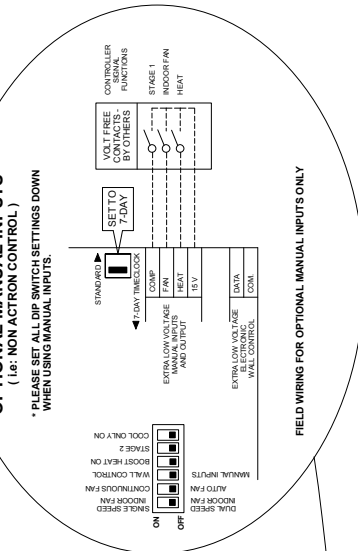 ( i.e: NON ACTRON CONTROL )
* PLEASE SET ALL DIP SWITCH SETTINGS DOWN
WHEN USING MANUAL INPUTS.
STANDARD
7-DAY TIMECLOCK
SET TO
7-DAY
VOLT FREE
CONTACTS -
BY OTHERS
CONTROLLER
SIGNAL
FUNCTIONS
STAGE 1
INDOOR FAN
HEAT
COMP
FAN
HEAT
15 V
EXTRA LOW VOLTAGE
MANUAL INPUTS
AND OUTPUT
DATA
COM.
EXTRA LOW VOLTAGE
ELECTRONIC
WALL CONTROL
ON
OFF
SINGLE SPEED
INDOOR FAN
CONTINUOUS FAN
WALL CONTROL
BOOST HEAT ON
STAGE 2
COOL ONLY ON
DUAL SPEED
INDOOR FAN
AUTO FAN
MANUAL INPUTS
FIELD WIRING FOR OPTIONAL MANUAL INPUTS ONLY